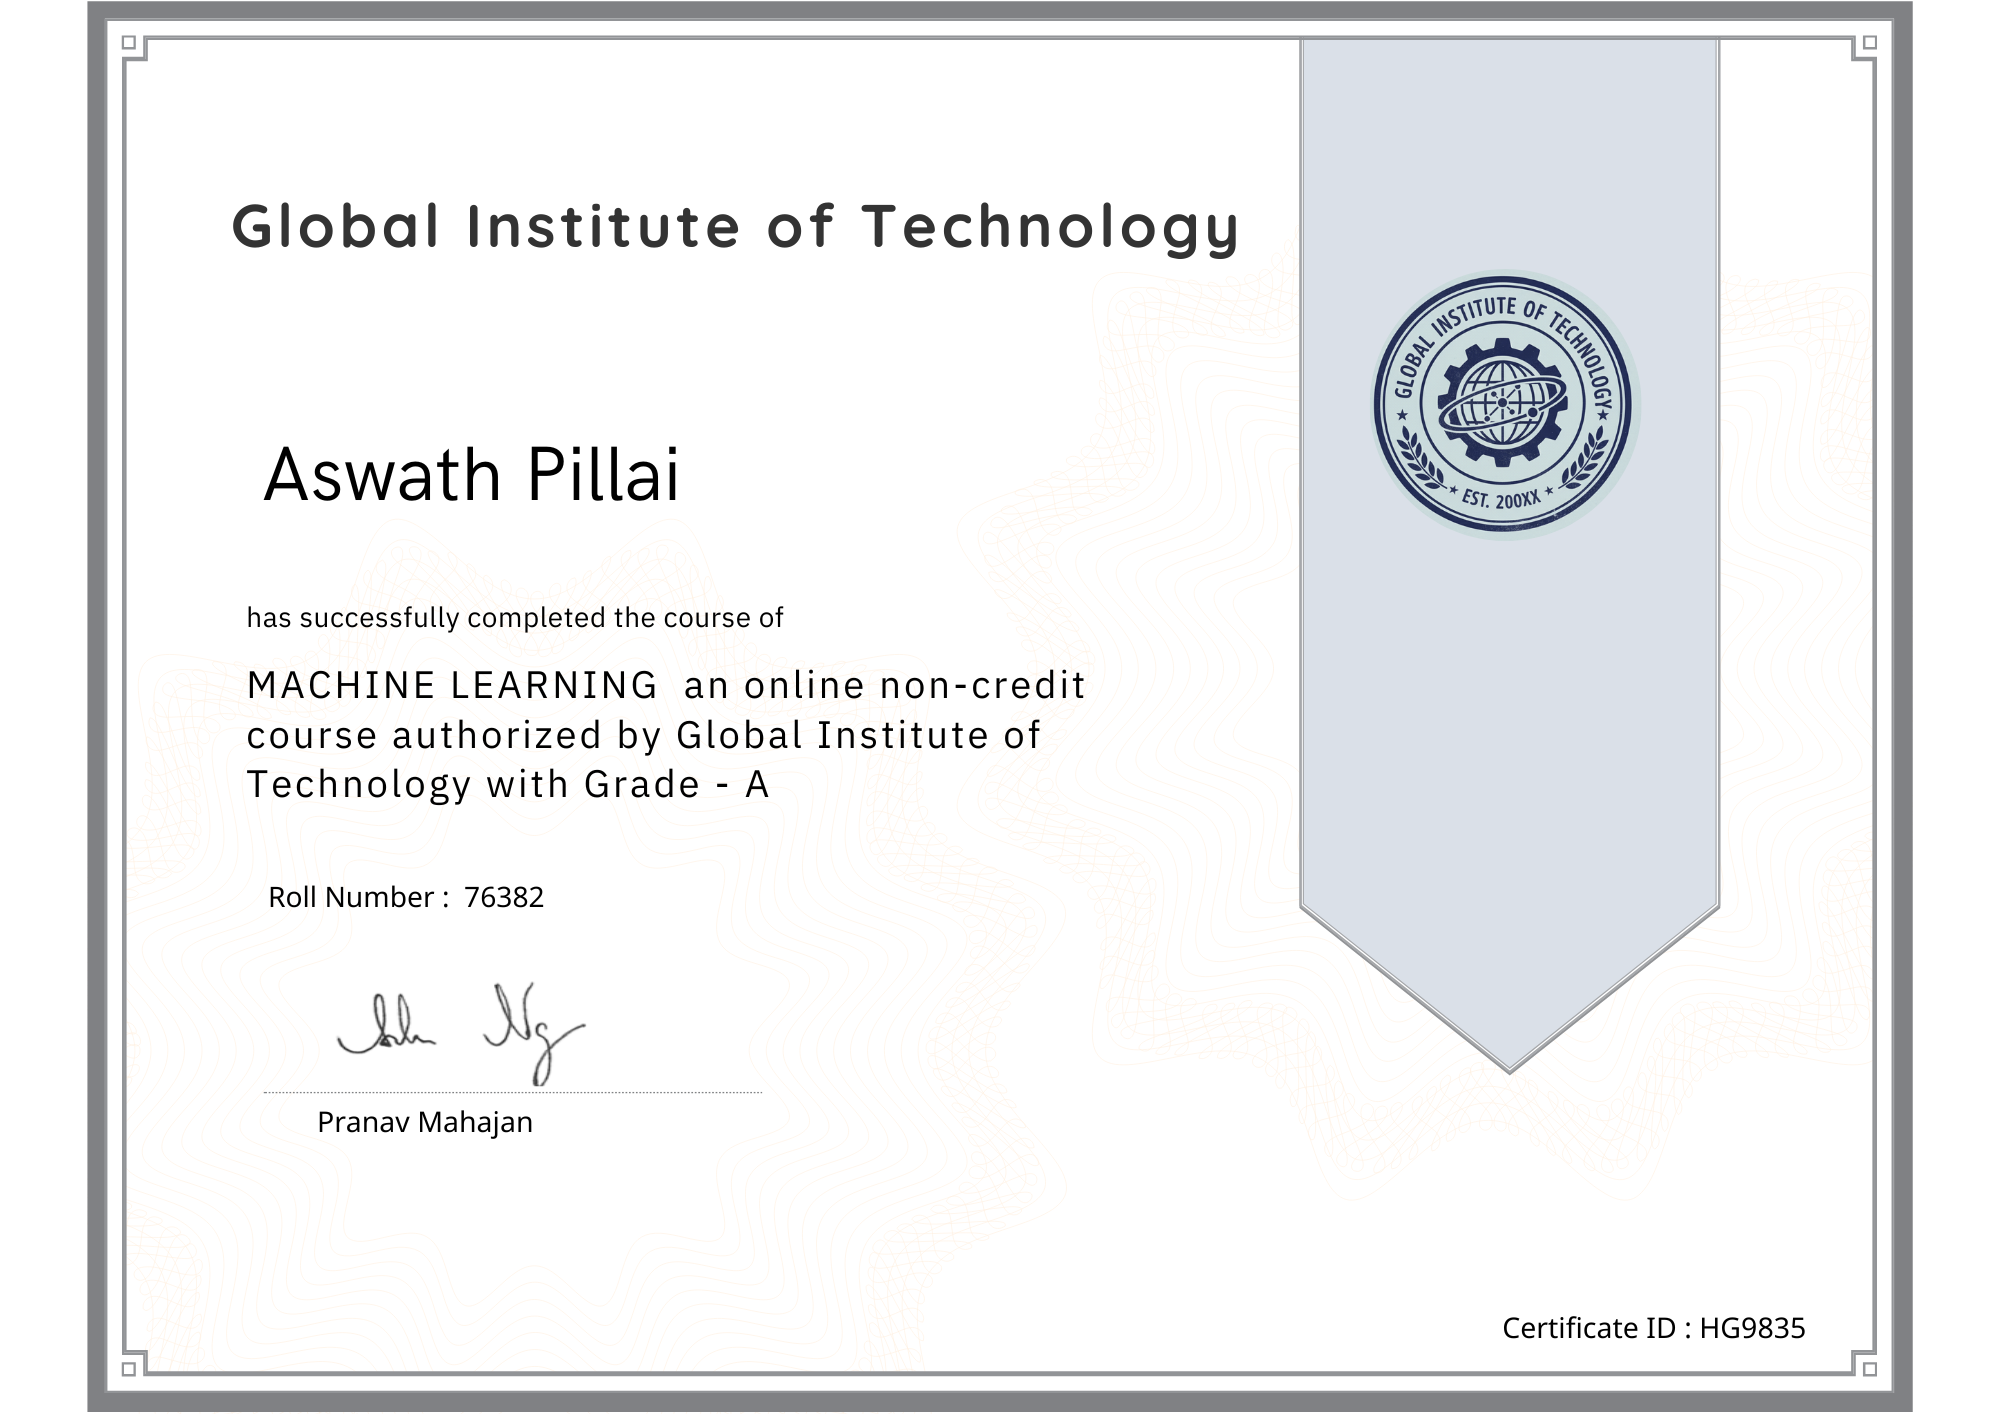 Global Institute of Technology
GLOBAL INSTITUTE OF TECHNOLOGY
EST. 200XX
Aswath Pillai
has successfully completed the course of
MACHINE LEARNING an online non-credit
course authorized by Global Institute of
Technology with Grade - A
Roll Number : 76382
Pranav Mahajan
Certificate ID : HG9835